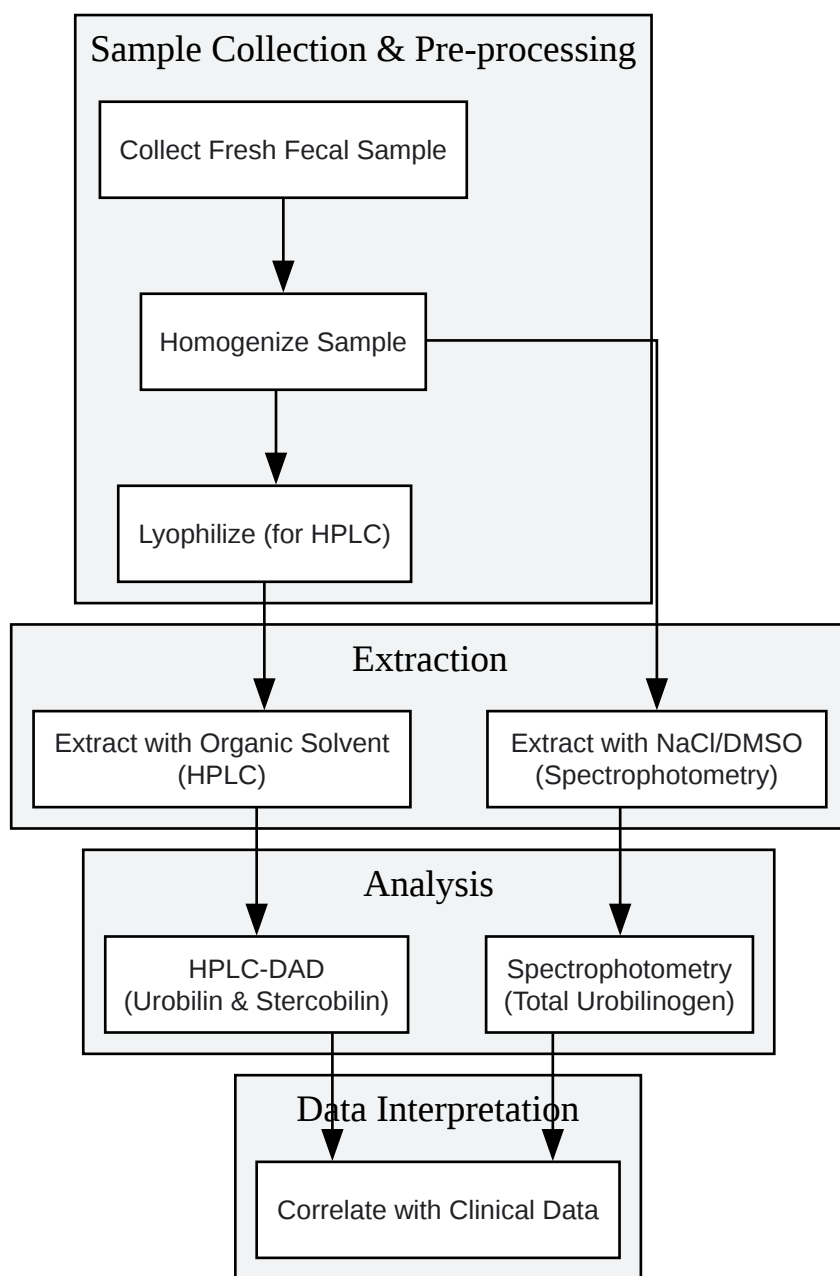 Sample Collection & Pre-processing
Collect Fresh Fecal Sample
Homogenize Sample
Lyophilize (for HPLC)
Extraction
Extract with Organic Solvent
(HPLC)
Extract with NaCl/DMSO
(Spectrophotometry)
Analysis
HPLC-DAD
(Urobilin & Stercobilin)
Spectrophotometry
(Total Urobilinogen)
Data Interpretation
Correlate with Clinical Data